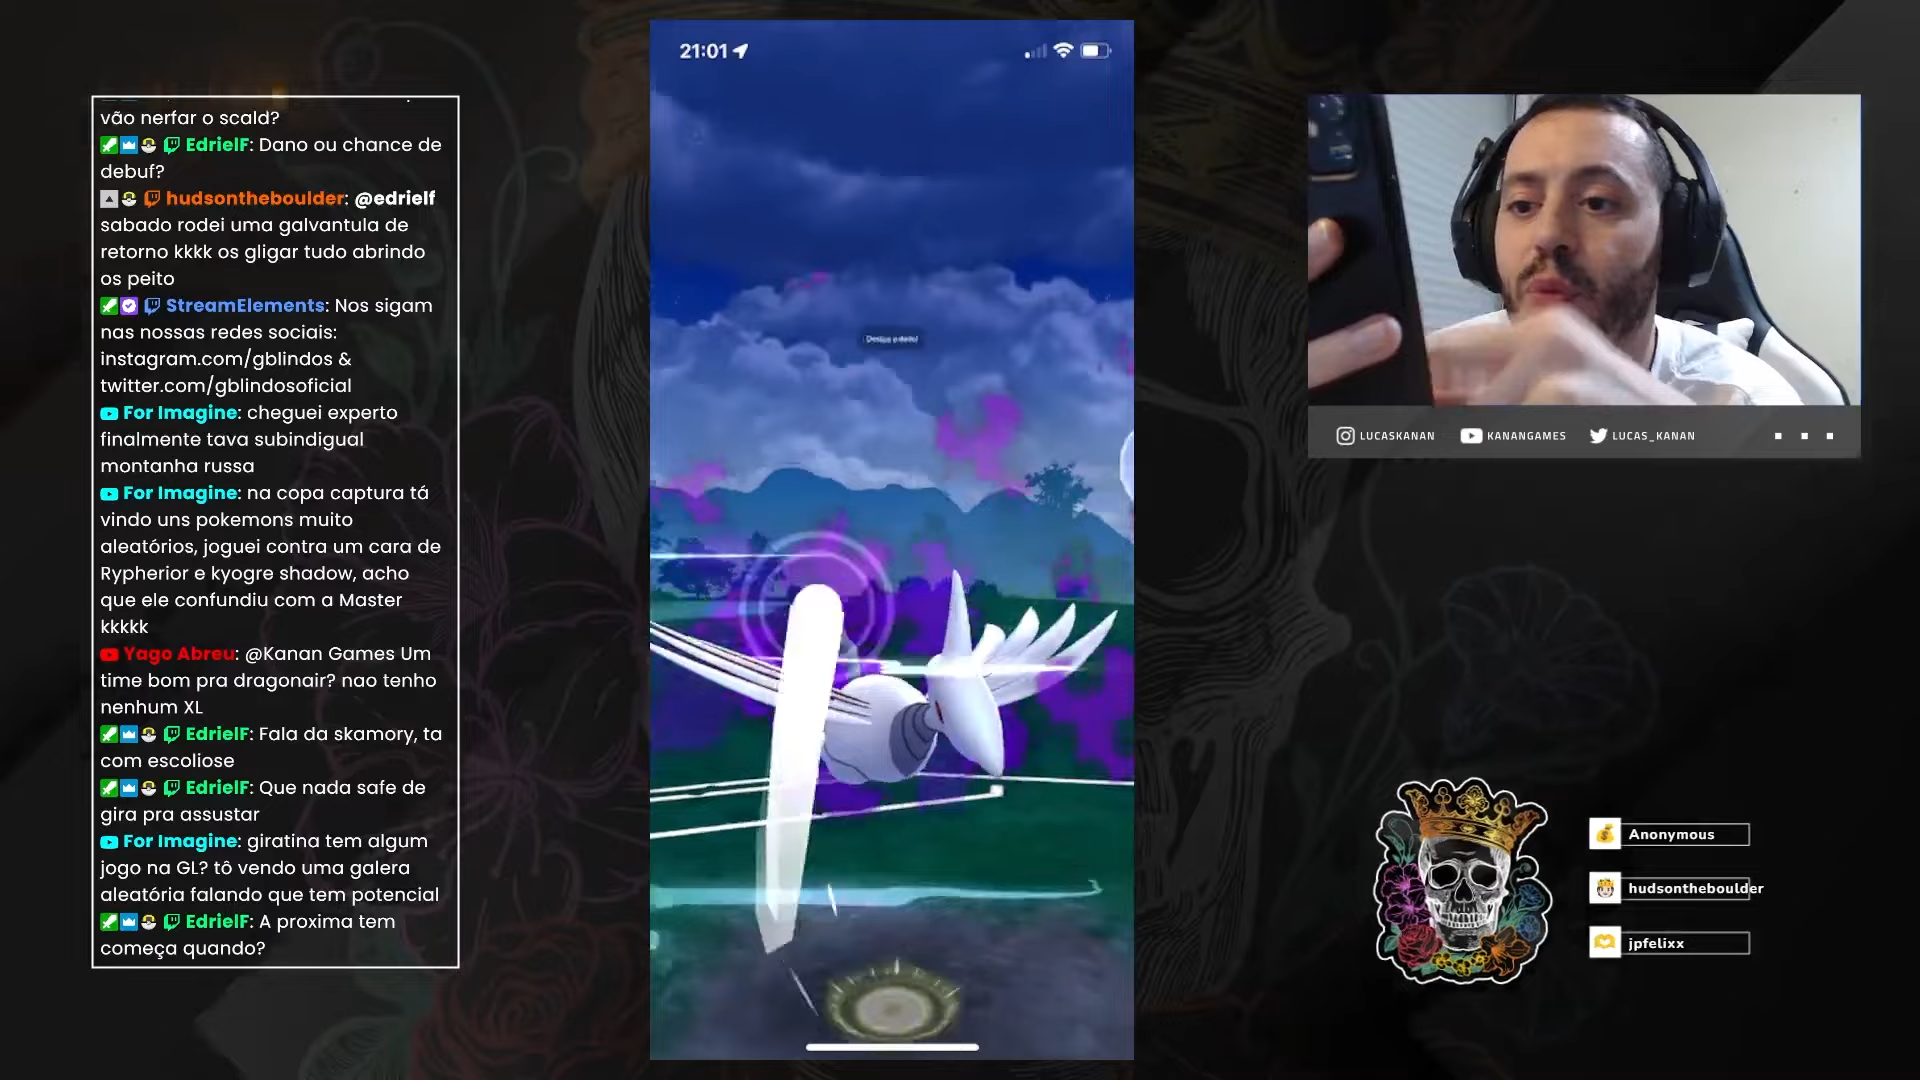 vão nerfar o scald?
EdrielF: Dano ou chance de
debuf?
hudsontheboulder: @edrielf
sabado rodei uma galvantula de
retorno kkkk os gligar tudo abrindo
os peito
StreamElements: Nos sigam
nas nossas redes sociais:
instagram.com/gblindos &
twitter.com/gblindosoficial
For Imagine: cheguei experto
finalmente tava subindigual
montanha russa
For Imagine: na copa captura tá
vindo uns pokemons muito
aleatórios, joguei contra um cara de
Rypherior e kyogre shadow, acho
que ele confundiu com a Master
kkkkk
Yago Abreu: @Kanan Games Um
time bom pra dragonair? nao tenho
nenhum XL
EdrielF: Fala da skamory, ta
com escoliose
EdrielF: Que nada safe de
gira pra assustar
For Imagine: giratina tem algum
jogo na GL? tô vendo uma galera
aleatória falando que tem potencial
EdrielF: A proxima tem
começa quando?
21:01
LUCASKANAN KANANGAMES LUCAS_KANAN
Anonymous
hudsontheboulder
jpfelixx